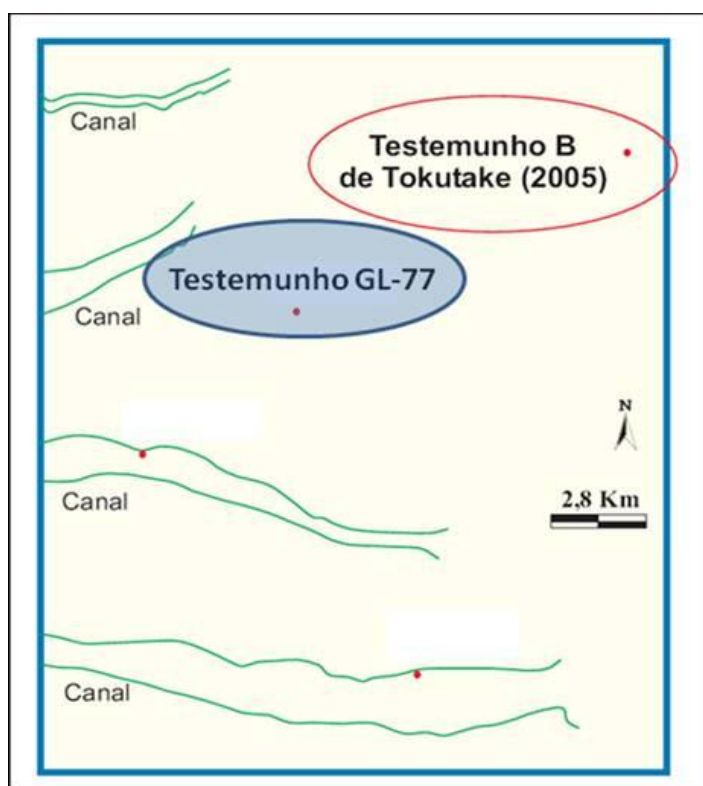 Canal
Testemunho B
de Tokutake (2005)
Testemunho GL-77
Canal
N
2,8 Km
Canal
Canal